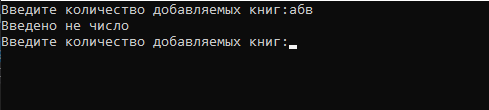 Введите количество добавляемых книг:абв
Введено не число
Введите количество добавляемых книг: